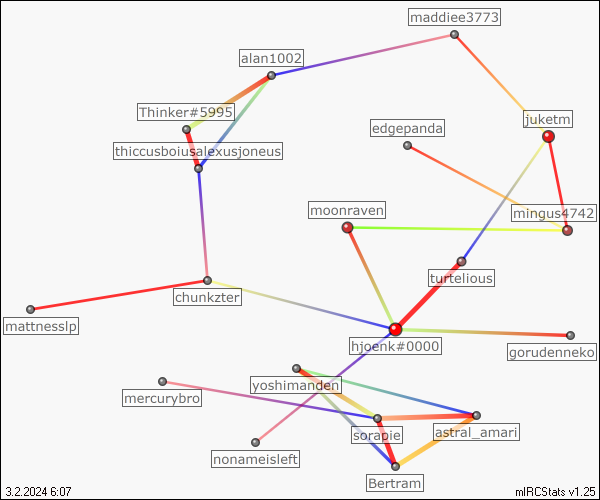 maddiee3773
alan1002
Thinker#5995
juketm
edgepanda
thiccusboiusalexusjoneus
moonraven
mingus4742
turtelious
chunkzter
mattnesslp
hjoenk#0000
gorudenneko
yoshimanden
mercurybro
sorapie
astral_amari
nonameisleft
Bertram
3.2.2024 6:07
mIRCStats v1.25